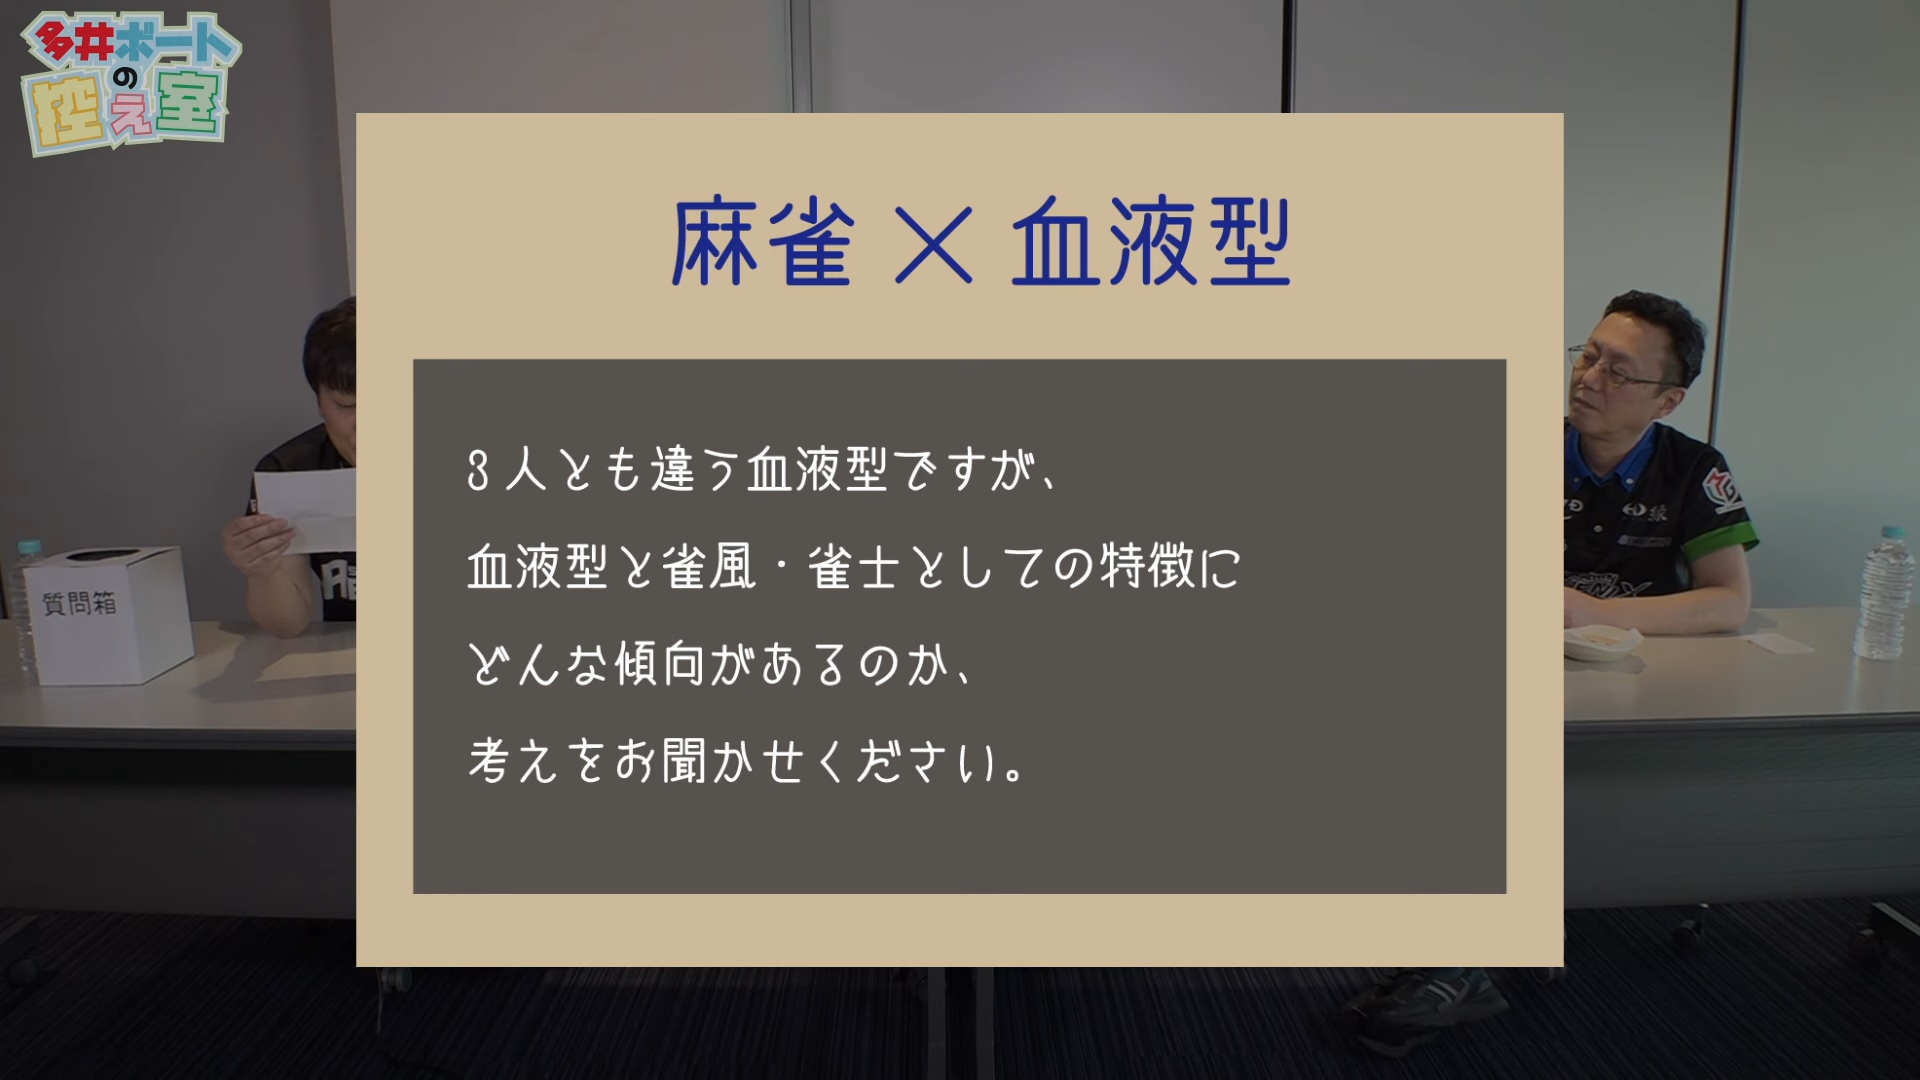 多井ボート
の
控え室
麻雀 × 血液型
3人とも違う血液型ですが、
血液型と雀風・雀士としての特徴に
どんな傾向があるのか、
考えをお聞かせください。
質問箱